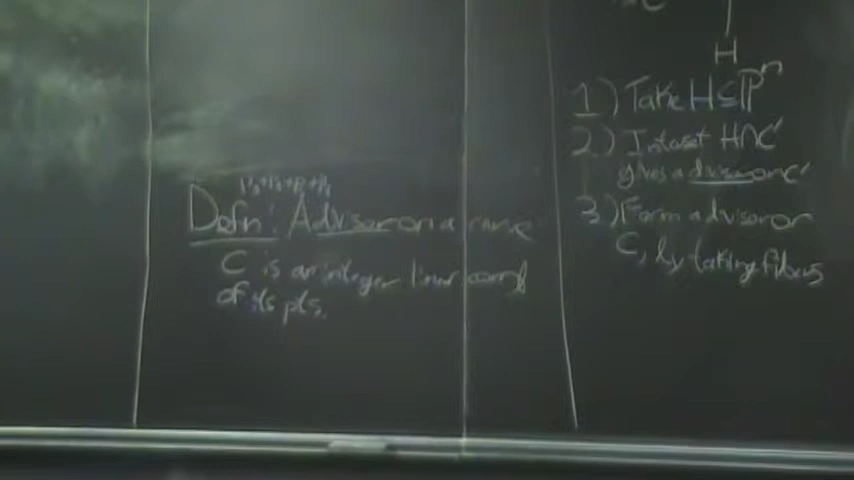 Defn: A divisor on a curve
C is an integer linear comb
of its pts.
H
1) Take H ⊆ ℙⁿ
2) Intersect H∩C'
gives a divisor on C'
3) Form a divisor on
C, by taking fibers